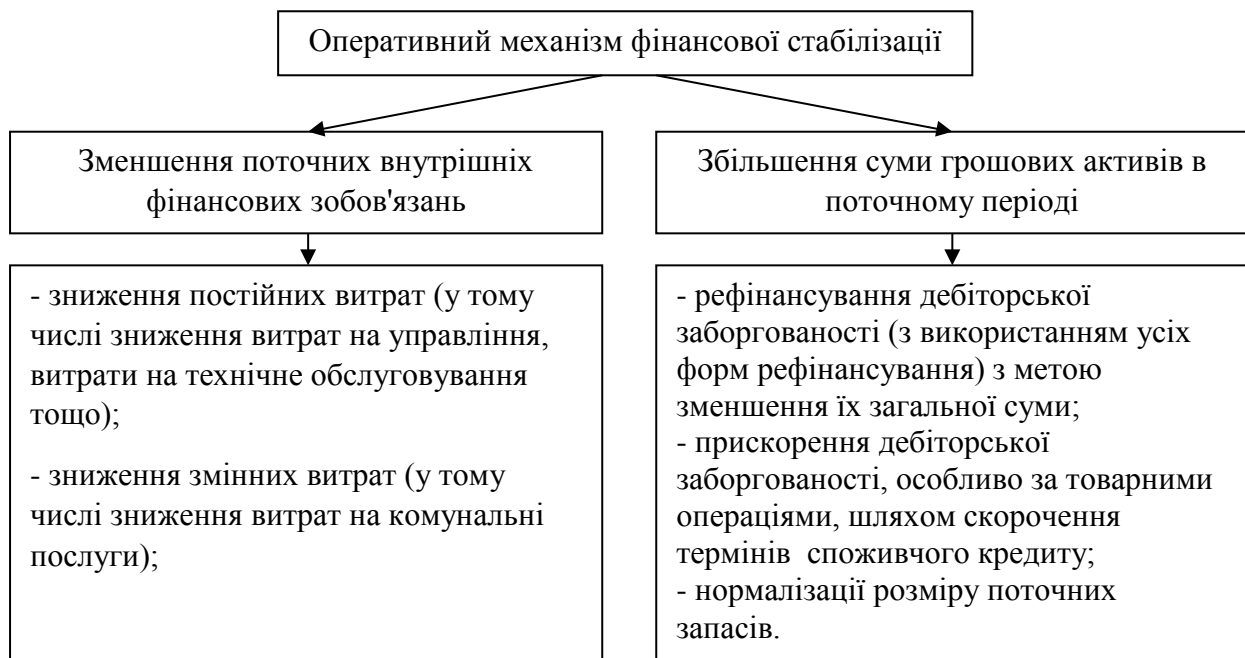 Оперативний механізм фінансової стабілізації
Зменшення поточних внутрішніх
фінансових зобов'язань
Збільшення суми грошових активів в
поточному періоді
- зниження постійних витрат (у тому
числі зниження витрат на управління,
витрати на технічне обслуговування
тощо);
- зниження змінних витрат (у тому
числі зниження витрат на комунальні
послуги);
- рефінансування дебіторської
заборгованості (з використанням усіх
форм рефінансування) з метою
зменшення їх загальної суми;
- прискорення дебіторської
заборгованості, особливо за товарними
операціями, шляхом скорочення
термінів  споживчого кредиту;
- нормалізації розміру поточних
запасів.